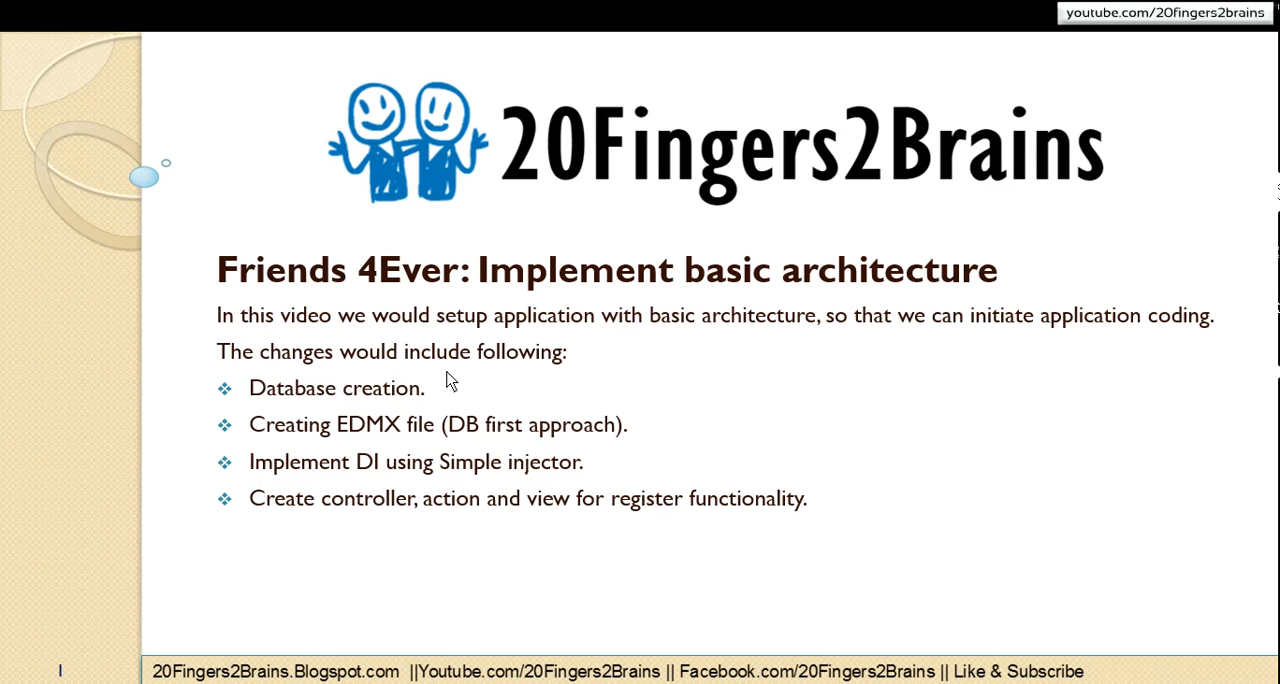 youtube.com/20fingers2brains
20Fingers2Brains
Friends 4Ever: Implement basic architecture
In this video we would setup application with basic architecture, so that we can initiate application coding.
The changes would include following:
Database creation.
Creating EDMX file (DB first approach).
Implement DI using Simple injector.
Create controller, action and view for register functionality.
1
20Fingers2Brains.Blogspot.com ||Youtube.com/20Fingers2Brains || Facebook.com/20Fingers2Brains || Like & Subscribe